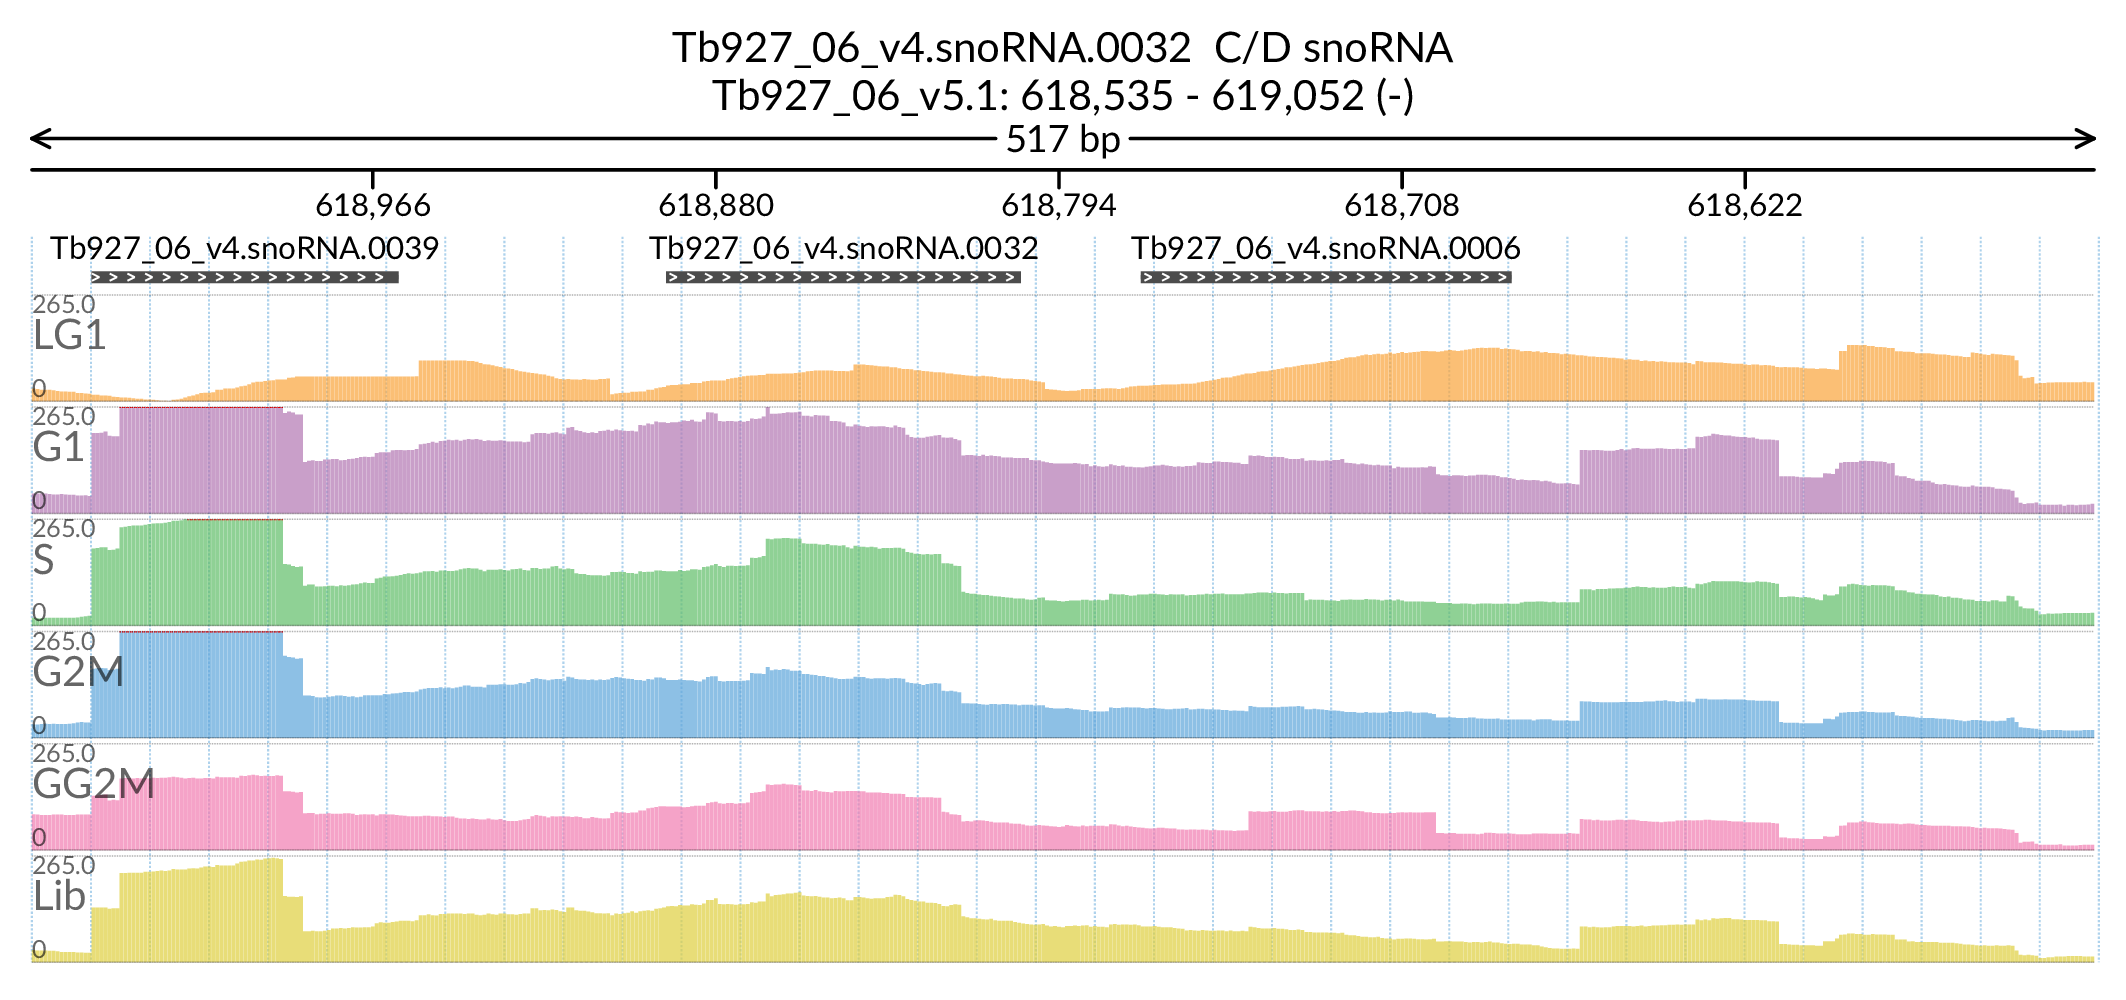 Tb927_06_v4.snoRNA.0032 C/D snoRNA
Tb927_06_v5.1: 618,535 - 619,052 (-)
517 bp
618,966 618,880 618,794 618,708 618,622
Tb927_06_v4.snoRNA.0039 Tb927_06_v4.snoRNA.0032 Tb927_06_v4.snoRNA.0006
265.0
LG1
0
265.0
G1
0
265.0
S
0
265.0
G2M
0
265.0
GG2M
0
265.0
Lib
0